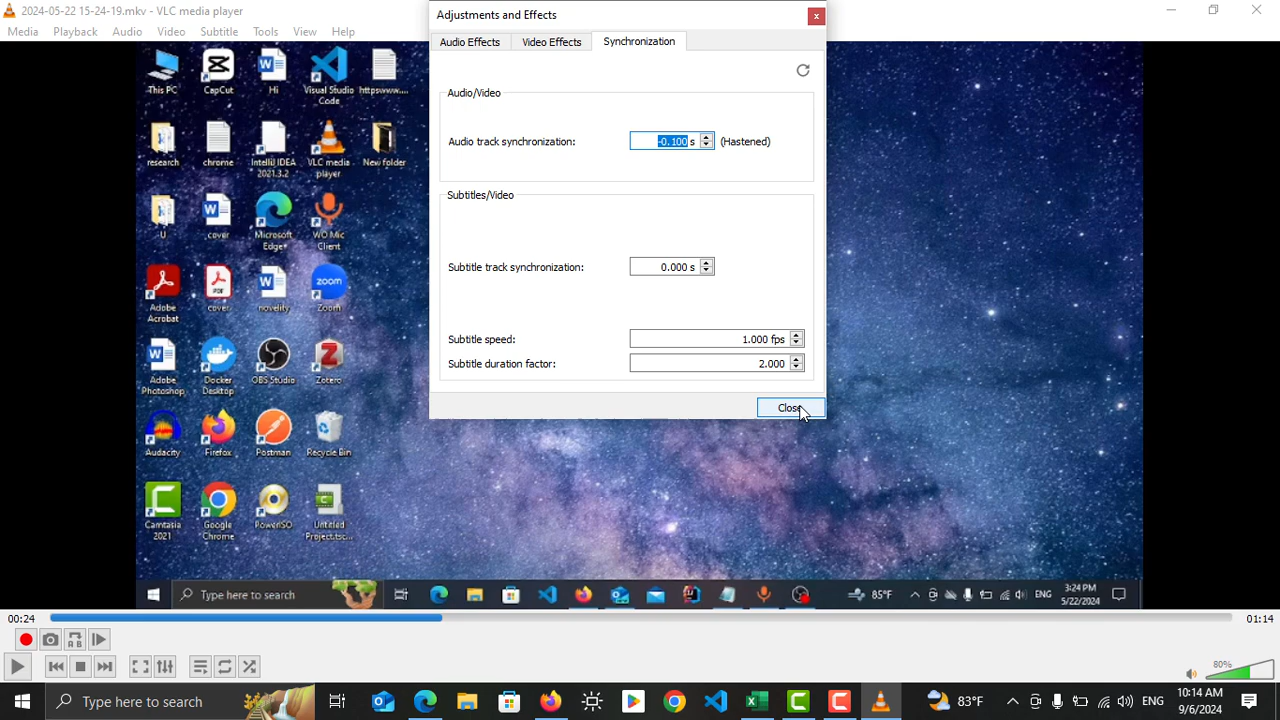 2024-05-22 15-24-19.mkv - VLC media player
Media Playback Audio Video Subtitle Tools View Help
Adjustments and Effects
Audio Effects Video Effects Synchronization
Audio/Video
Audio track synchronization: -0.100 s (Hastened)
Subtitles/Video
Subtitle track synchronization: 0.000 s
Subtitle speed: 1.000 fps
Subtitle duration factor: 2.000
Close
This PC
CapCut
Hi
Visual Studio
Code
httpswww....
research
chrome
IntelliJ IDEA
2021.3.2
VLC media
player
New folder
U
cover
Microsoft
Edge
WO Mic
Client
Adobe
Acrobat
cover
novelity
Zoom
Adobe
Photoshop
Docker
Desktop
OBS Studio
Zotero
Audacity
Firefox
Postman
Recycle Bin
Camtasia
2021
Google
Chrome
PowerISO
Untitled
Project.tsc...
Type here to search
85°F
ENG
3:24 PM
5/22/2024
00:24
01:14
80%
Type here to search
83°F
ENG
10:14 AM
9/6/2024